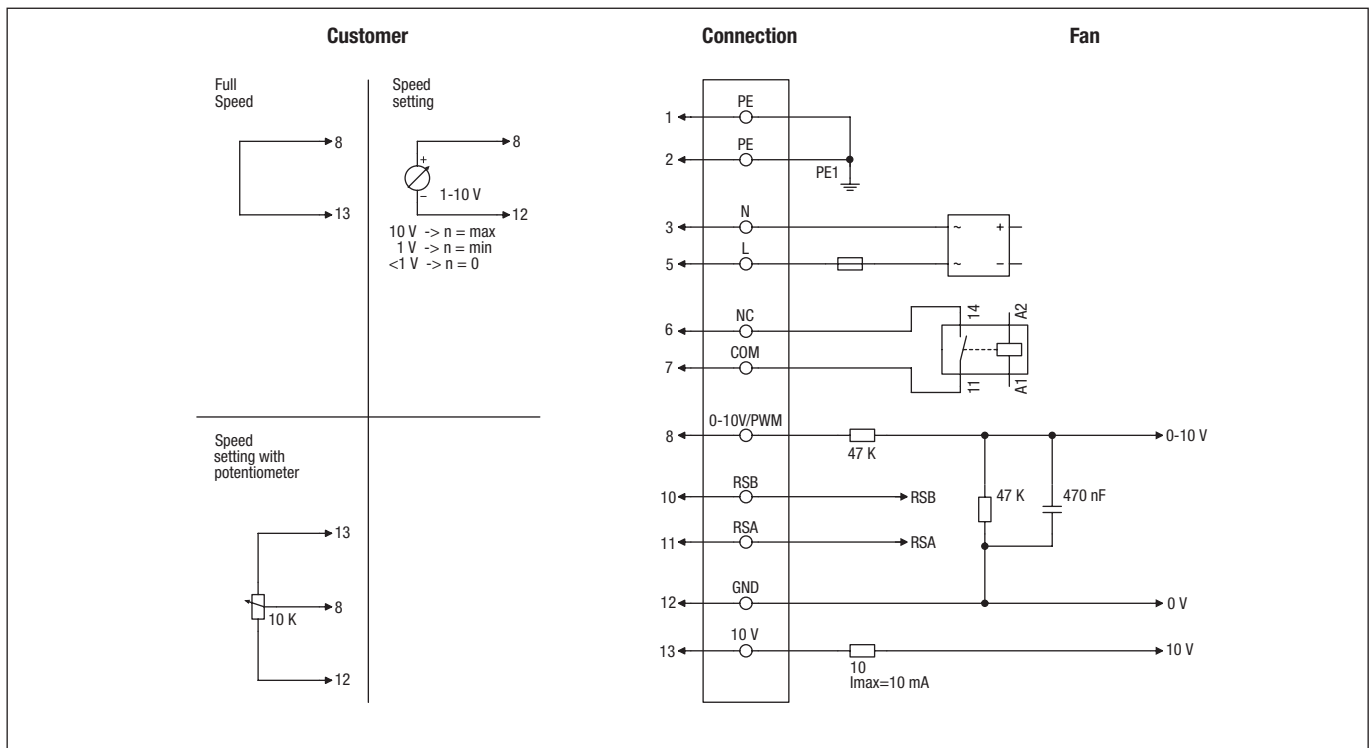 Customer
Connection
Fan
Full
Speed
8
13
Speed
setting
8
+
−
1-10 V
12
10 V -> n = max
1 V -> n = min
<1 V -> n = 0
Speed
setting with
potentiometer
13
8
10 K
12
1
PE
2
PE
PE1
3
N
~
+
5
L
~
−
6
NC
14
A2
7
COM
11
A1
8
0-10V/PWM
47 K
0-10 V
10
RSB
RSB
47 K
470 nF
11
RSA
RSA
12
GND
0 V
13
10 V
10
Imax=10 mA
10 V